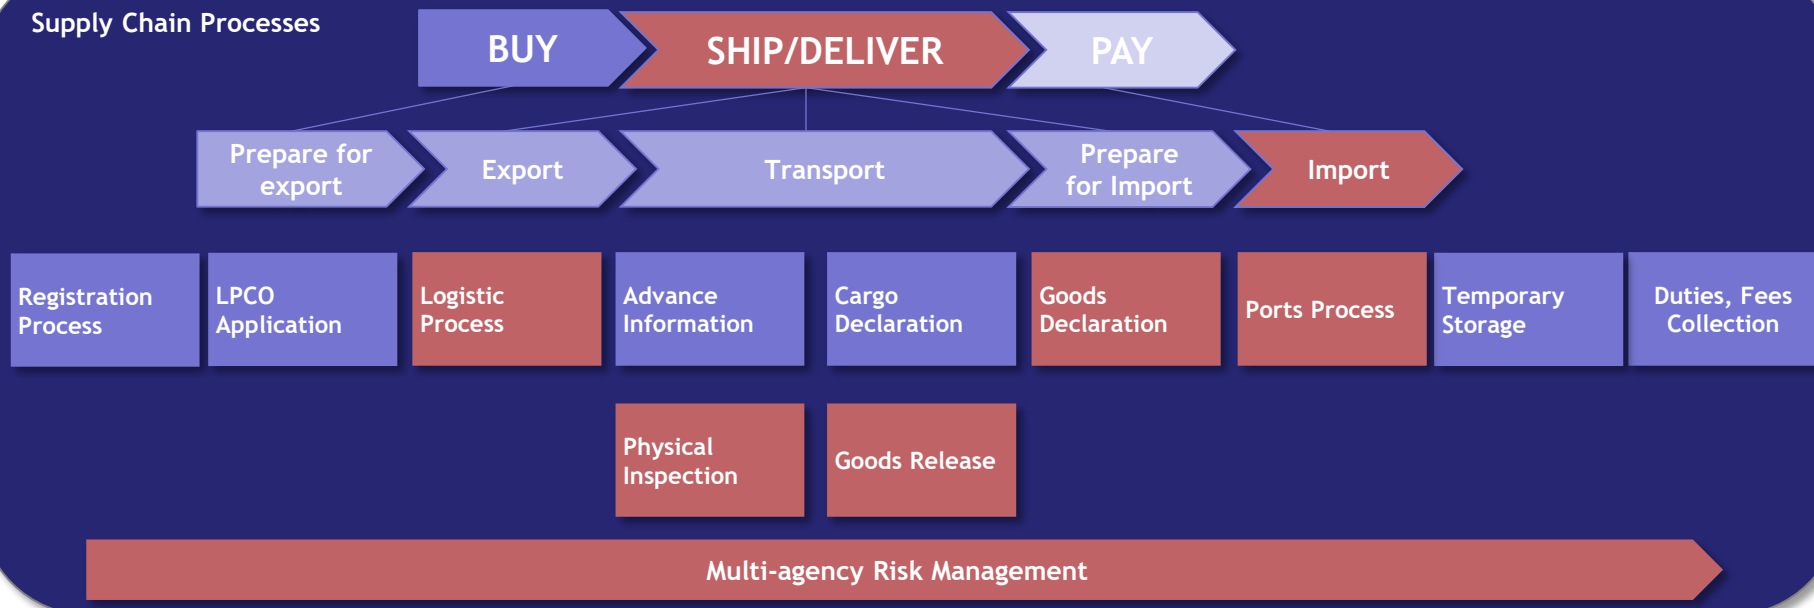 Supply Chain Processes
BUY
SHIP/DELIVER
PAY
Prepare for
export
Export
Transport
Prepare
for Import
Import
Registration
Process
LPCO
Application
Logistic
Process
Advance
Information
Cargo
Declaration
Goods
Declaration
Ports Process
Temporary
Storage
Duties, Fees
Collection
Physical
Inspection
Goods Release
Multi-agency Risk Management